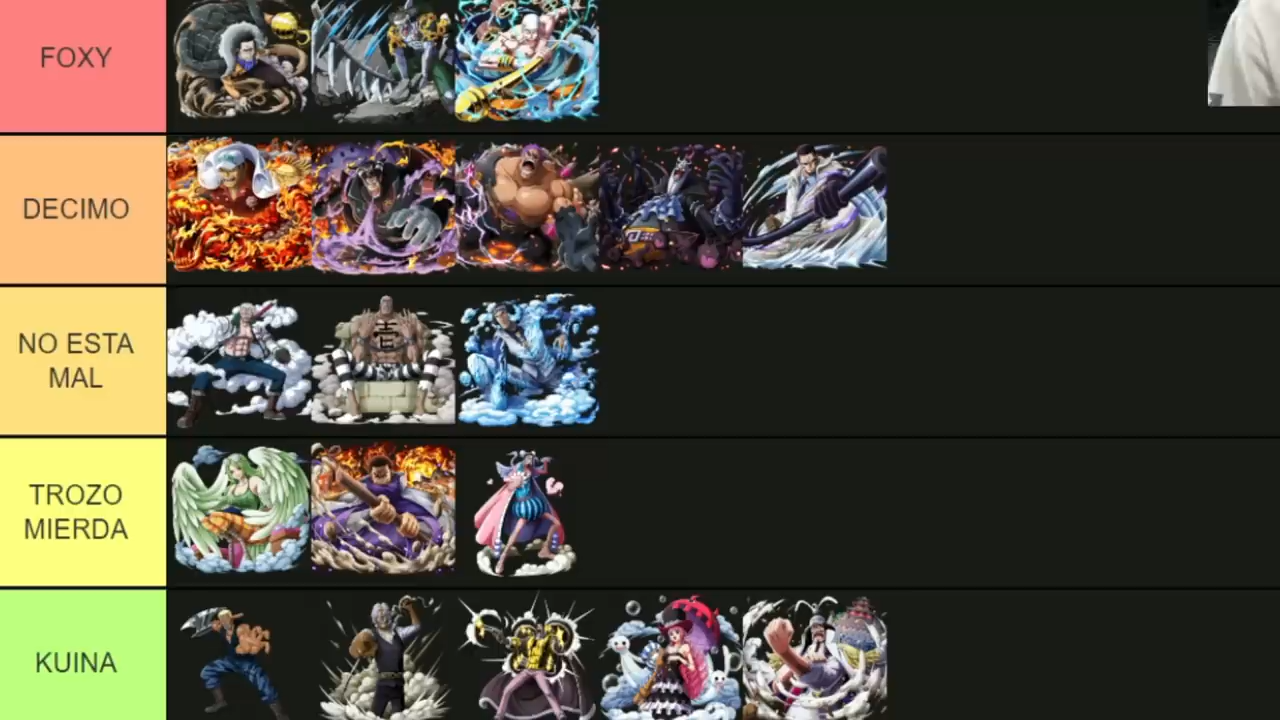 FOXY
DECIMO
NO ESTA
MAL
TROZO
MIERDA
KUINA